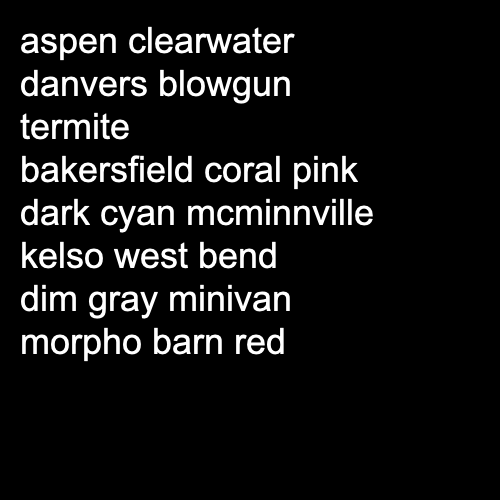 aspen clearwater
danvers blowgun
termite
bakersfield coral pink
dark cyan mcminnville
kelso west bend
dim gray minivan
morpho barn red